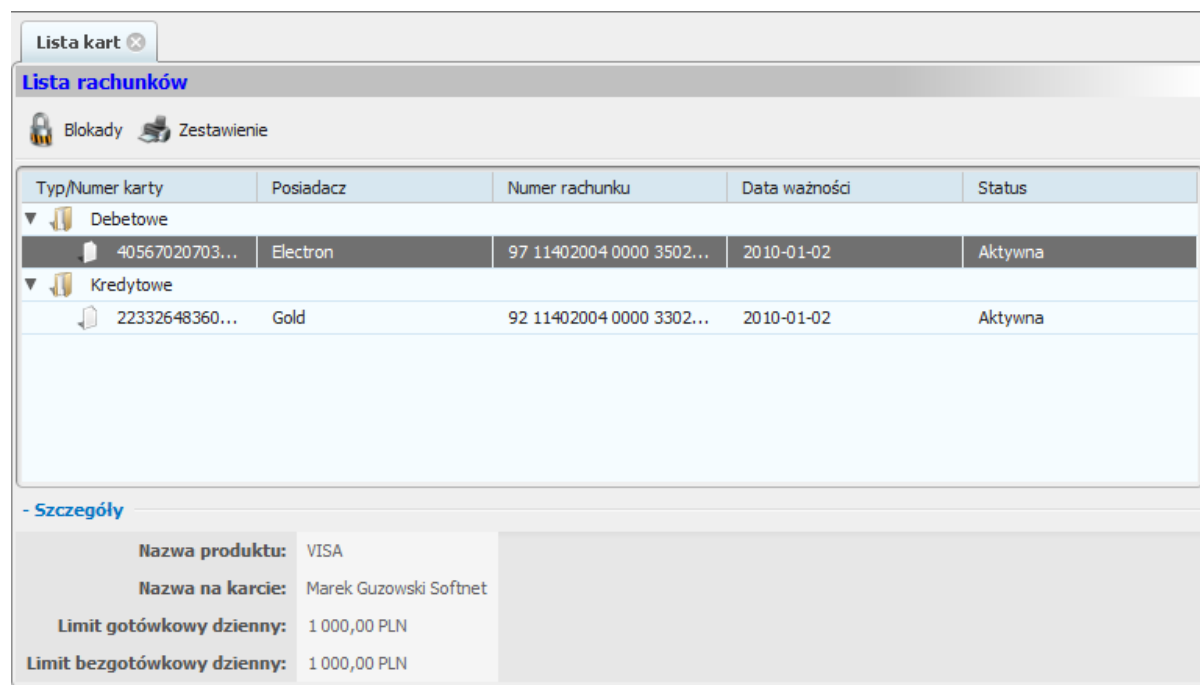 Lista kart
Lista rachunków
Blokady Zestawienie
Typ/Numer karty Posiadacz Numer rachunku Data ważności Status
Debetowe
40567020703... Electron 97 11402004 0000 3502... 2010-01-02 Aktywna
Kredytowe
22332648360... Gold 92 11402004 0000 3302... 2010-01-02 Aktywna
- Szczegóły
Nazwa produktu: VISA
Nazwa na karcie: Marek Guzowski Softnet
Limit gotówkowy dzienny: 1 000,00 PLN
Limit bezgotówkowy dzienny: 1 000,00 PLN